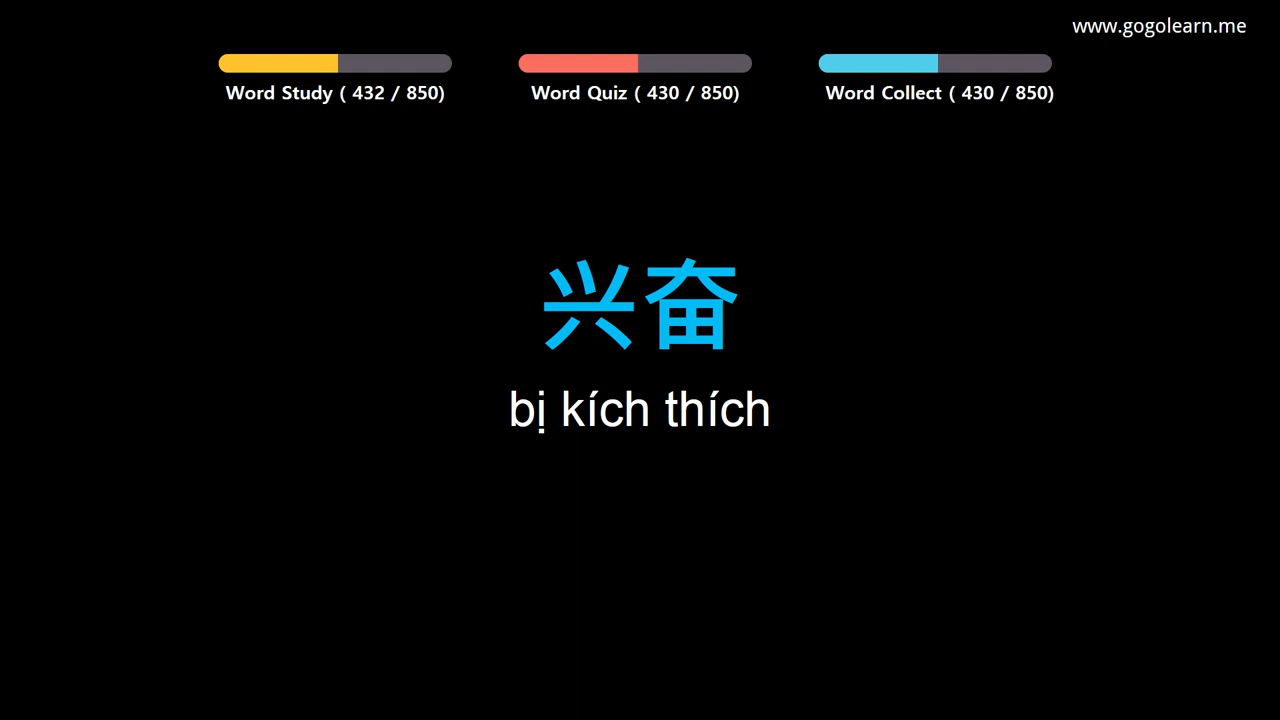 www.gogolearn.me
Word Study ( 432 / 850)
Word Quiz ( 430 / 850)
Word Collect ( 430 / 850)
兴奋
bị kích thích